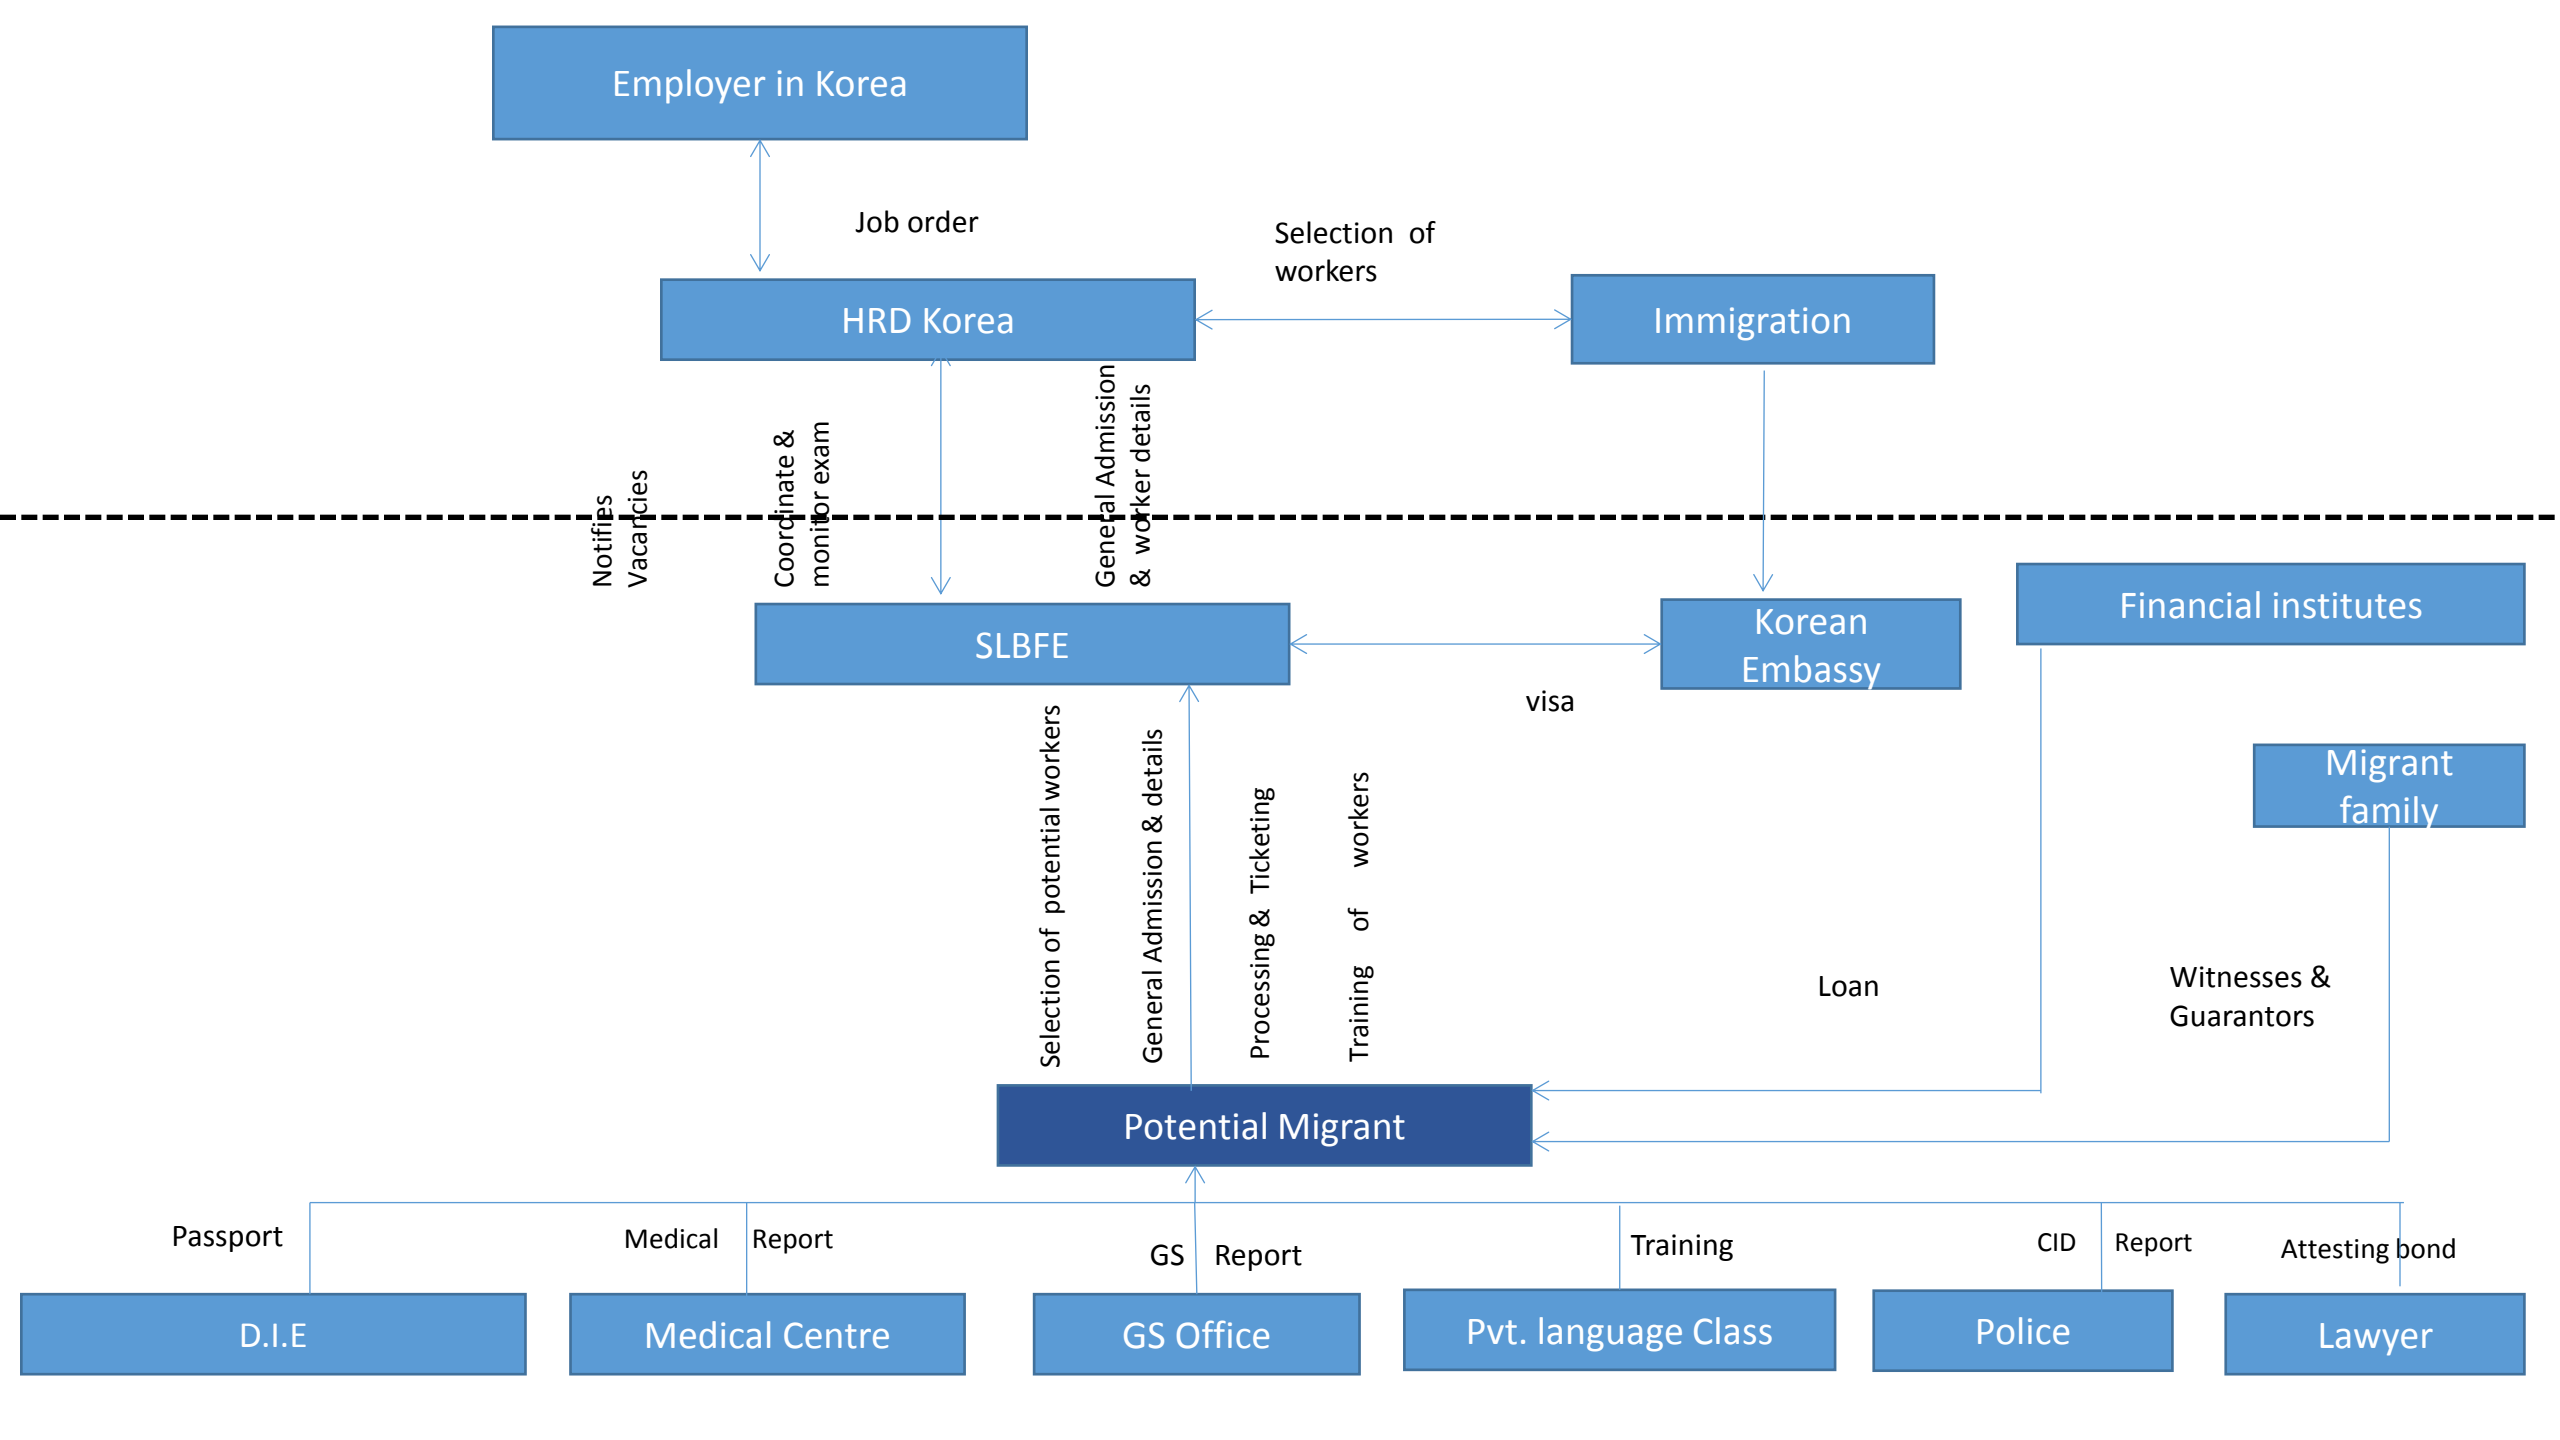 Employer in Korea
Job order
Selection of
workers
HRD Korea
Immigration
Notifies
Vacancies
Coordinate &
monitor exam
General Admission
& worker details
SLBFE
Korean
Embassy
Financial institutes
visa
Migrant
family
Selection of potential workers
General Admission & details
Processing & Ticketing
Training of workers
Loan
Witnesses &
Guarantors
Potential Migrant
Passport
Medical Report
GS Report
Training
CID Report
Attesting bond
D.I.E
Medical Centre
GS Office
Pvt. language Class
Police
Lawyer